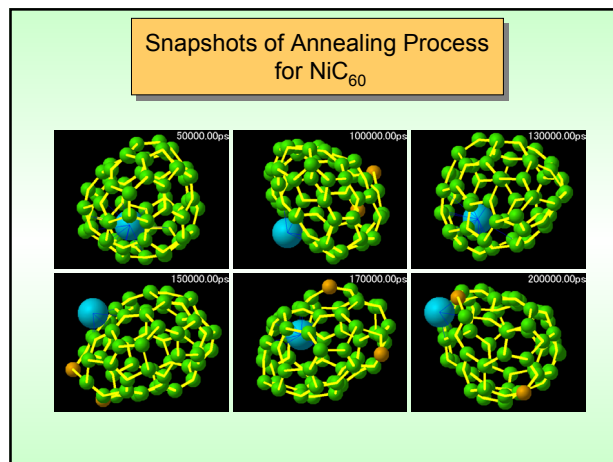 Snapshots of Annealing Process
for NiC60
50000.00ps
100000.00ps
130000.00ps
150000.00ps
170000.00ps
200000.00ps